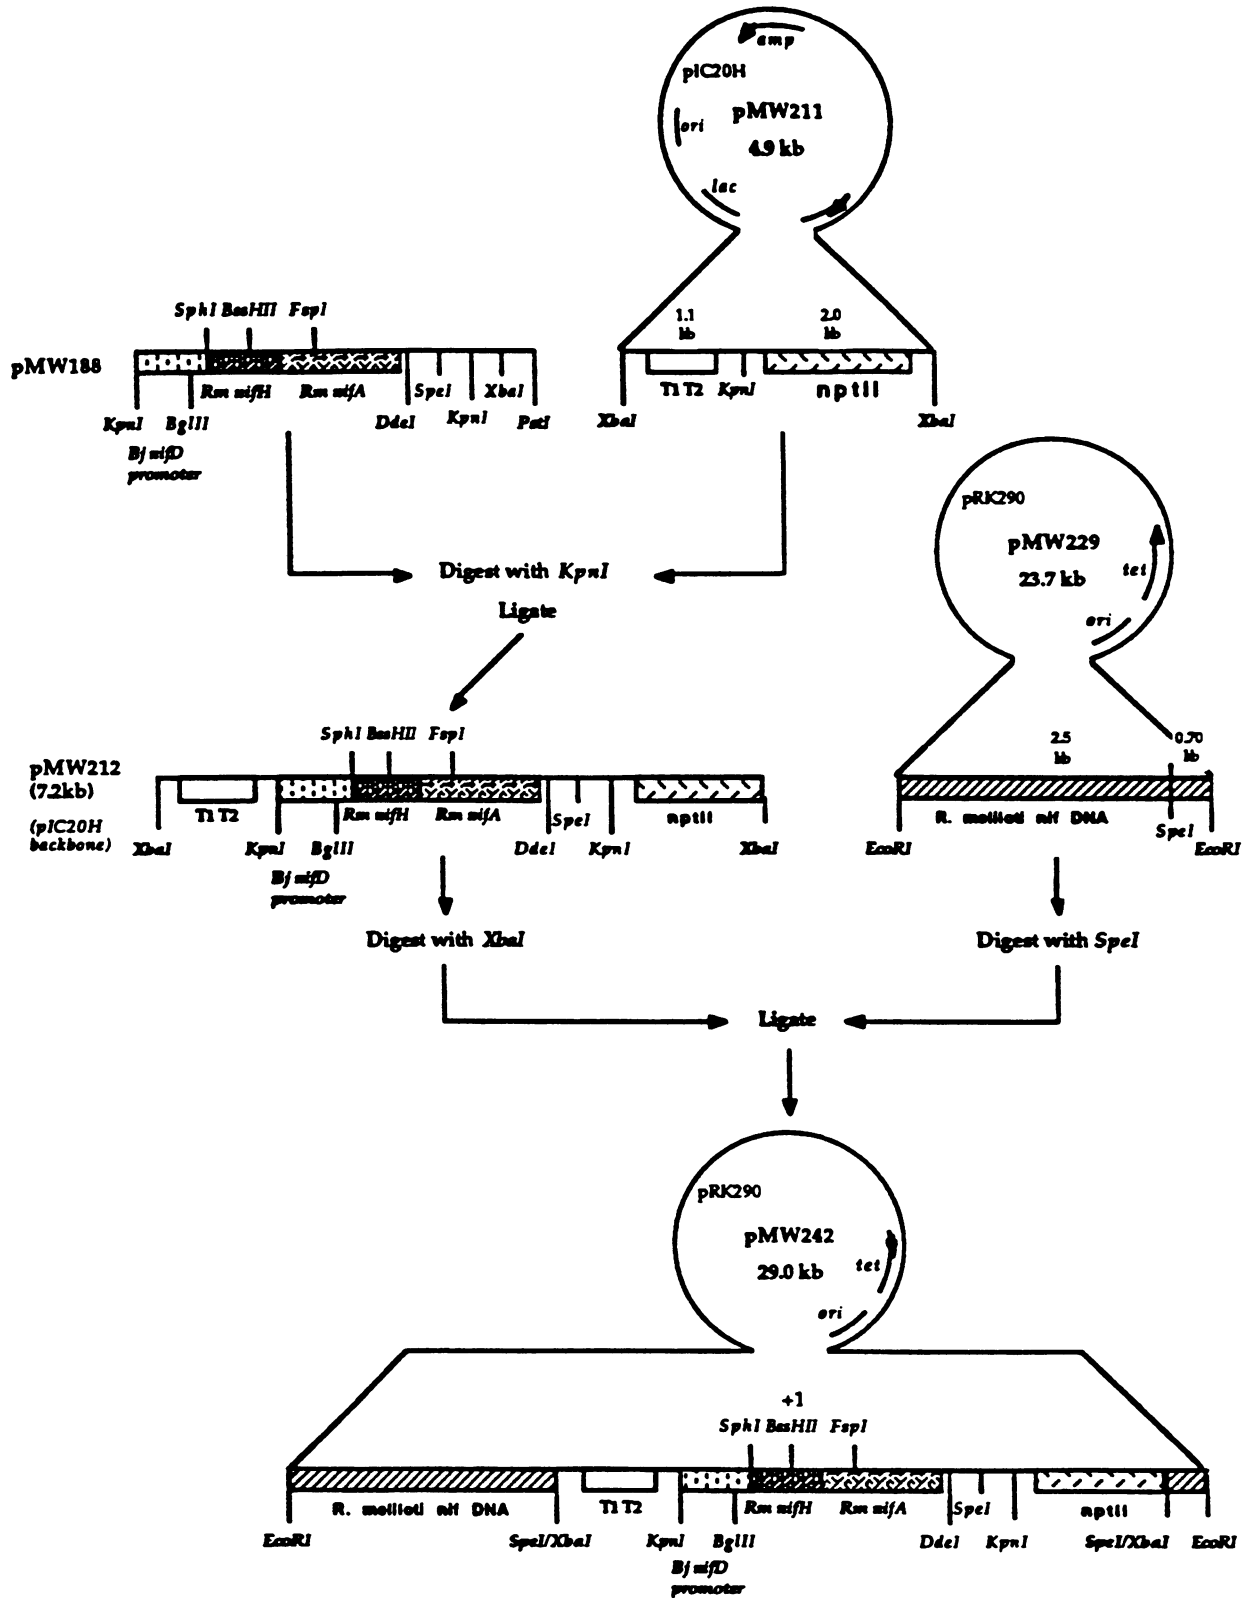 amp
pIC20H
pMW211
ori
4.9 kb
lac
SphI BssHII FspI
1.1 kb
2.0 kb
pMW188
Rm nifH Rm nifA SpeI XbaI
T1 T2 KpnI nptII
KpnI BglII DdeI KpnI PstI
XbaI XbaI
Bj nifD
promoter
pRK290
pMW229
23.7 kb
tet
ori
Digest with KpnI
Ligate
SphI BssHII FspI
2.5 kb
0.70 kb
pMW212
(7.2kb)
(pIC20H
backbone)
T1 T2 Rm nifH Rm nifA SpeI nptII
XbaI KpnI BglII DdeI KpnI XbaI
Bj nifD
promoter
R. meliloti nif DNA SpeI
EcoRI EcoRI
Digest with XbaI
Digest with SpeI
Ligate
pRK290
pMW242
29.0 kb
tet
ori
+1
SphI BssHII FspI
R. meliloti nif DNA T1 T2 Rm nifH Rm nifA SpeI nptII
EcoRI SpeI/XbaI KpnI BglII DdeI KpnI SpeI/XbaI EcoRI
Bj nifD
promoter